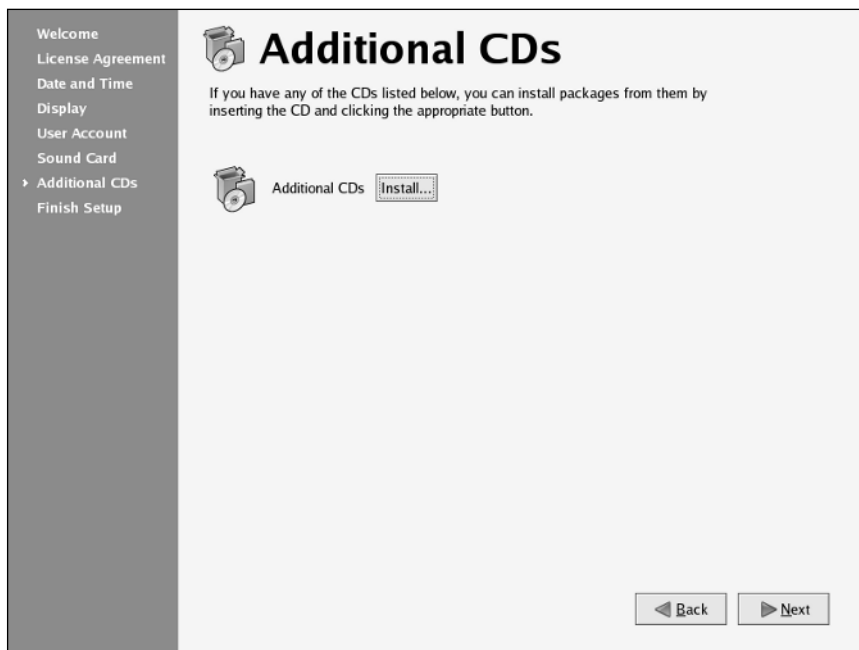 Welcome
License Agreement
Date and Time
Display
User Account
Sound Card
Additional CDs
Finish Setup
Additional CDs
If you have any of the CDs listed below, you can install packages from them by
inserting the CD and clicking the appropriate button.
Additional CDs Install...
Back Next